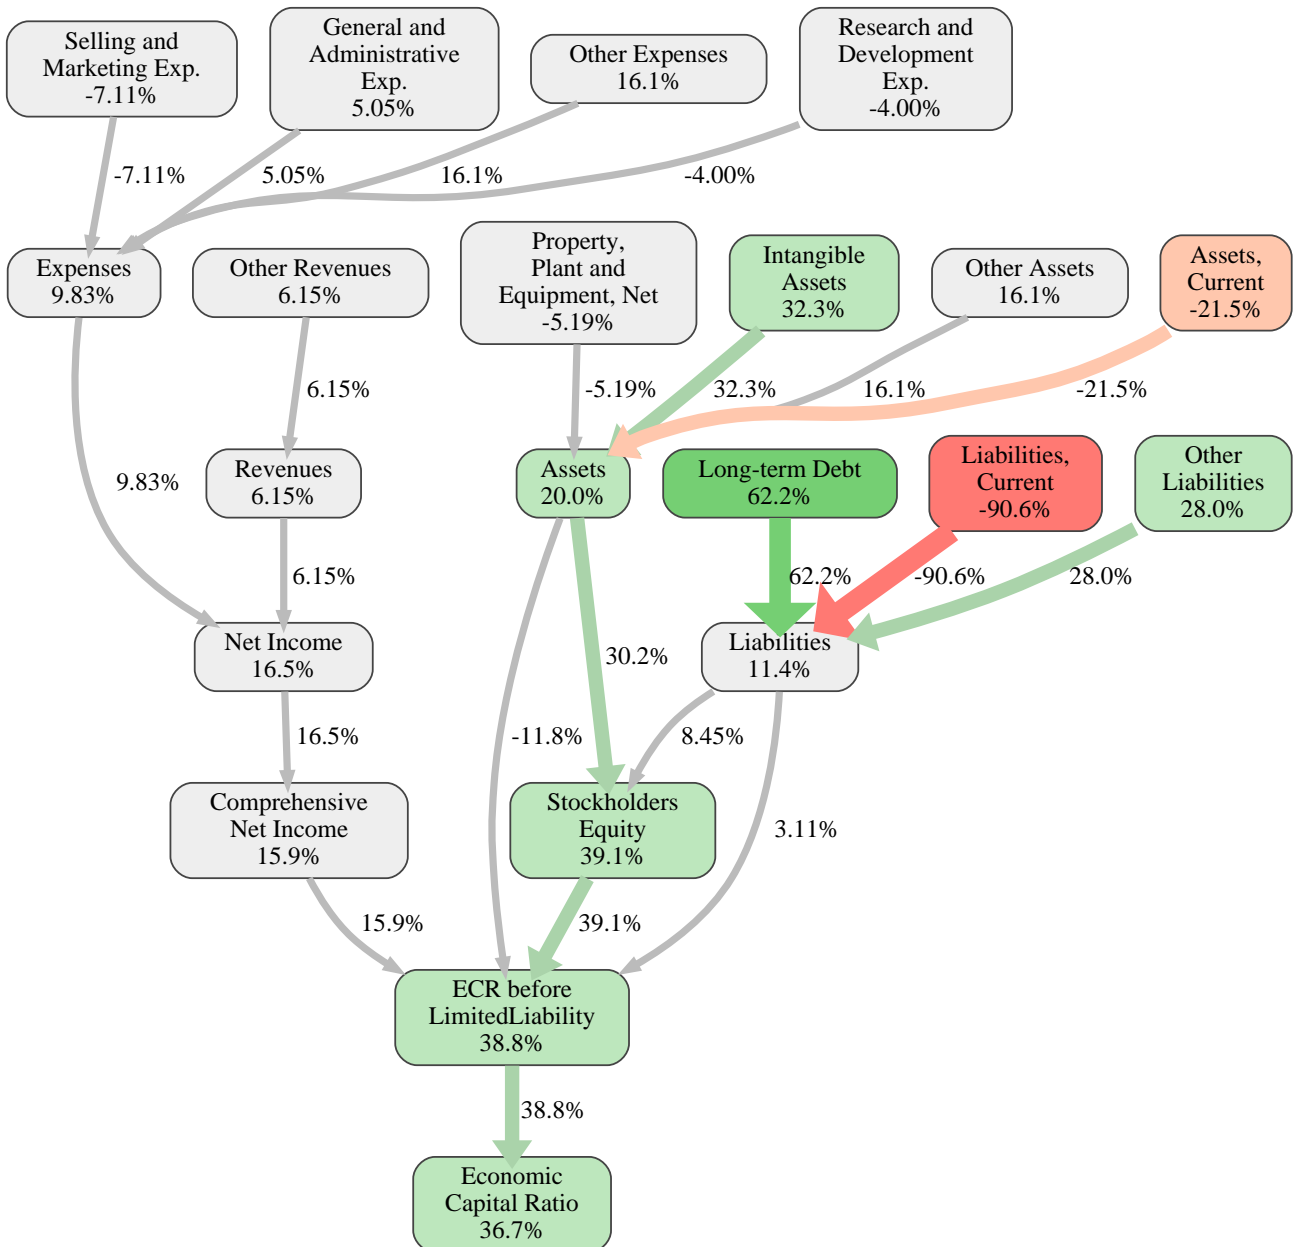 Selling and
Marketing Exp.
-7.11%
General and
Administrative
Exp.
5.05%
Other Expenses
16.1%
Research and
Development
Exp.
-4.00%
-7.11%
5.05%
16.1%
-4.00%
Expenses
9.83%
Other Revenues
6.15%
Property,
Plant and
Equipment, Net
-5.19%
Intangible
Assets
32.3%
Other Assets
16.1%
Assets,
Current
-21.5%
6.15%
-5.19%
32.3%
16.1%
-21.5%
9.83%
Revenues
6.15%
Assets
20.0%
Long-term Debt
62.2%
Liabilities,
Current
-90.6%
Other
Liabilities
28.0%
6.15%
62.2%
-90.6%
28.0%
Net Income
16.5%
30.2%
Liabilities
11.4%
16.5%
-11.8%
8.45%
Comprehensive
Net Income
15.9%
Stockholders
Equity
39.1%
3.11%
15.9%
39.1%
ECR before
LimitedLiability
38.8%
38.8%
Economic
Capital Ratio
36.7%